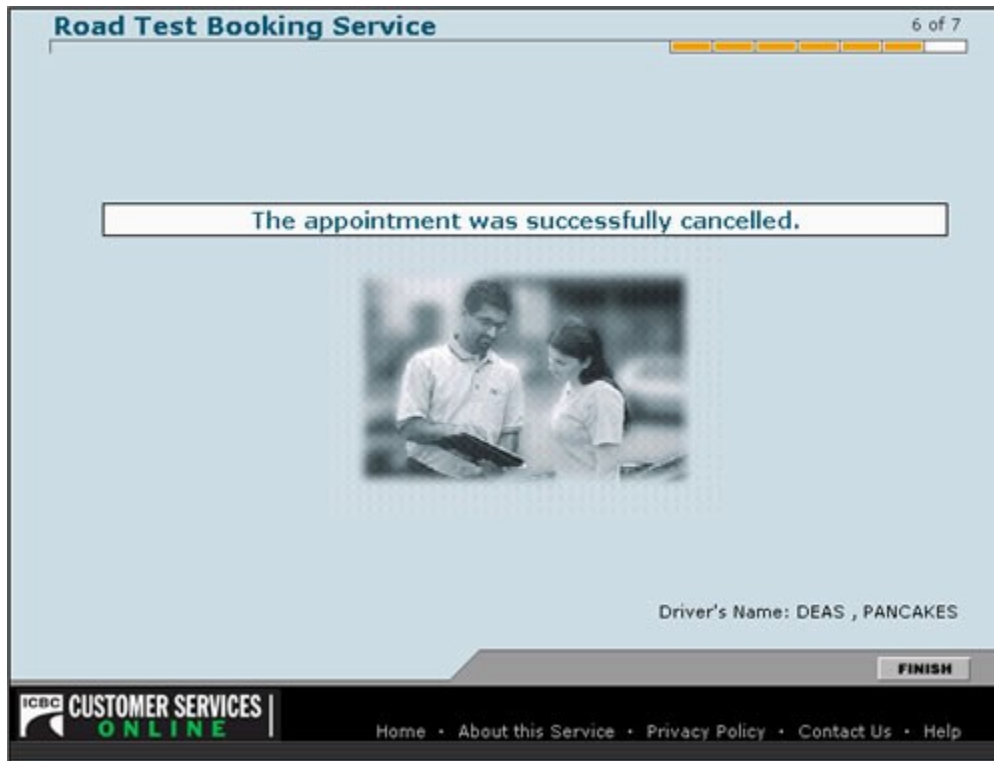 Road Test Booking Service
6 of 7
The appointment was successfully cancelled.
Driver's Name: DEAS , PANCAKES
FINISH
ICBC CUSTOMER SERVICES
ONLINE
Home · About this Service · Privacy Policy · Contact Us · Help